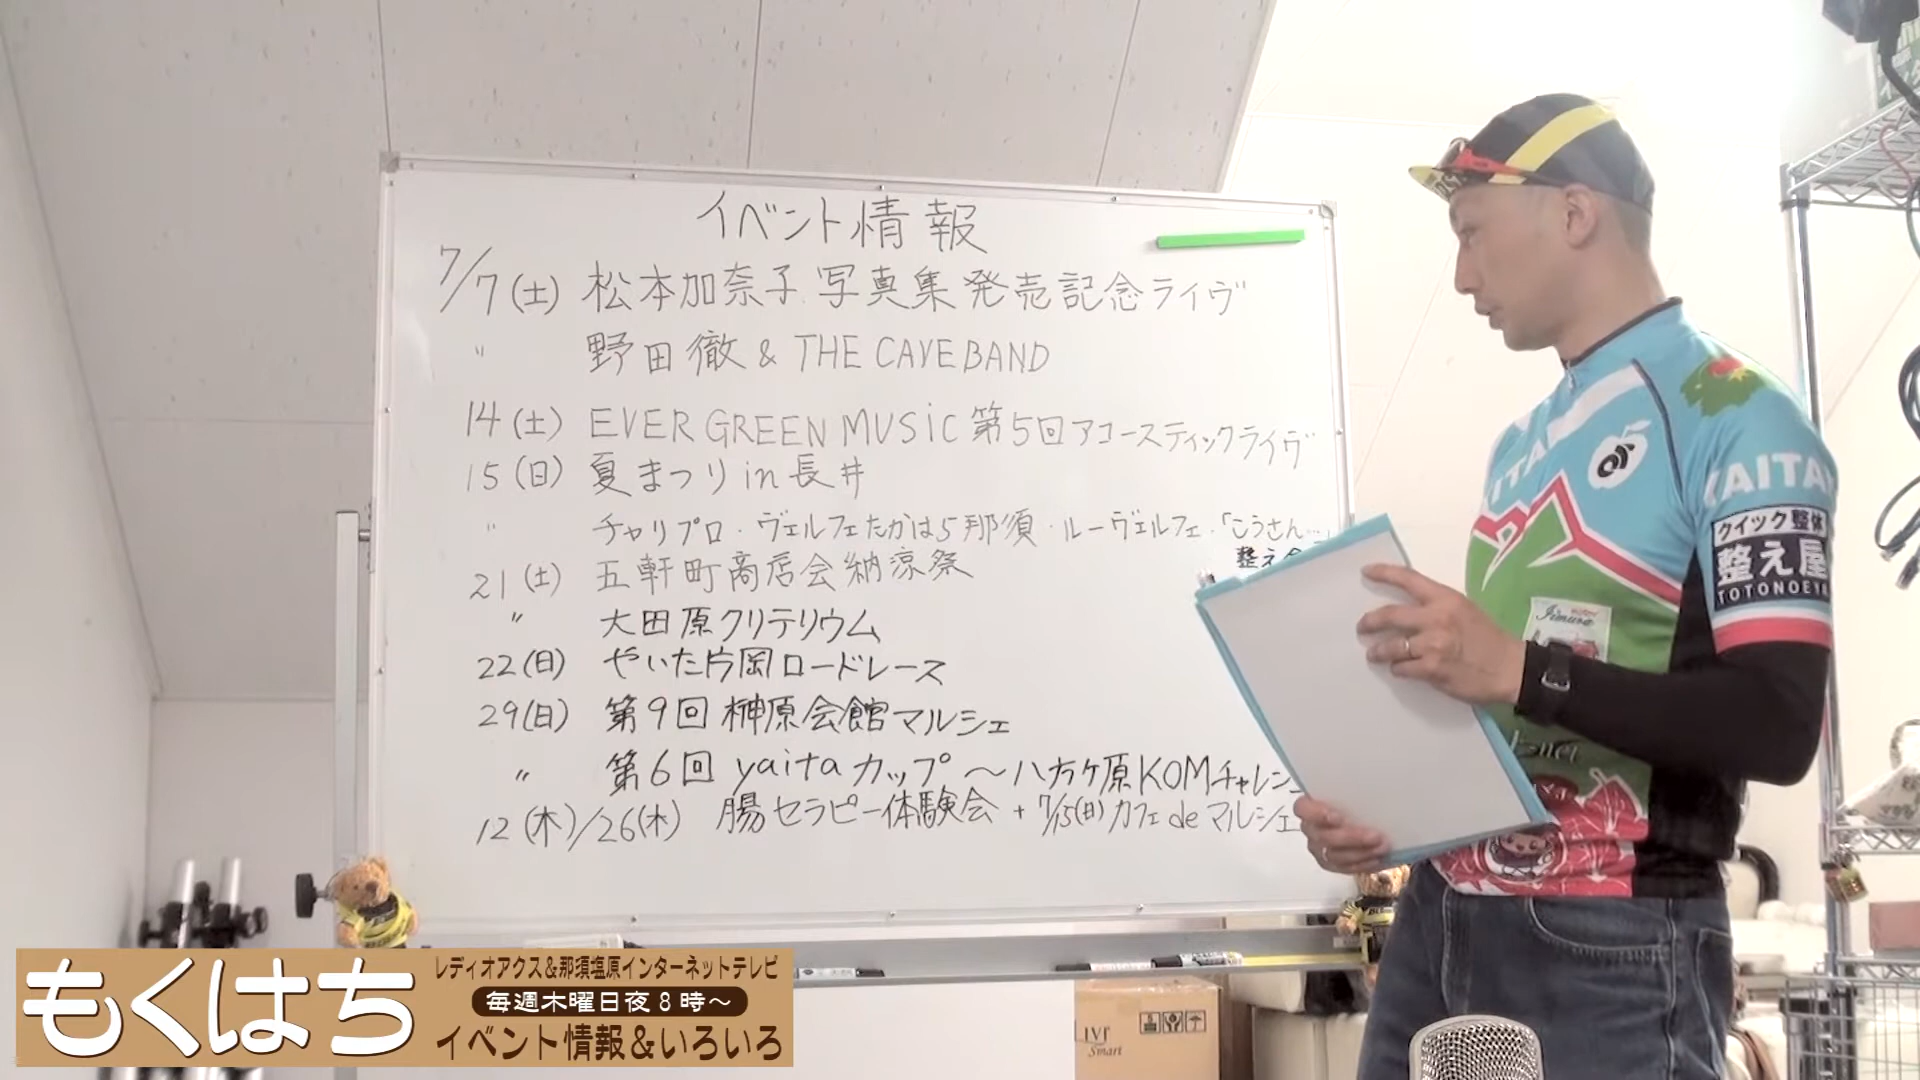 イベント情報
7/7(土) 松本加奈子 写真集発売記念ライヴ
〃 野田徹 & THE CAVE BAND
14(土) EVER GREEN MUSiC 第5回アコースティックライヴ
15(日) 夏まつり in 長井
〃 チャリプロ・ヴェルフェたかはら那須・ルーヴェルフェ・「こうさん…」
整え
21(土) 五軒町商店会納涼祭
〃 大田原クリテリウム
22(日) やいた片岡ロードレース
29(日) 第9回 榊原会館マルシェ
〃 第6回 yaitaカップ 〜八方ヶ原KOMチャレン
12(木)/26(木) 腸セラピー体験会 + 7/15(日)カフェdeマルシェ
YAITA
クイック整体
整え屋
TOTONOEYA
もくはち
レディオアクス&那須塩原インターネットテレビ
毎週木曜日夜8時〜
イベント情報&いろいろ
Smart